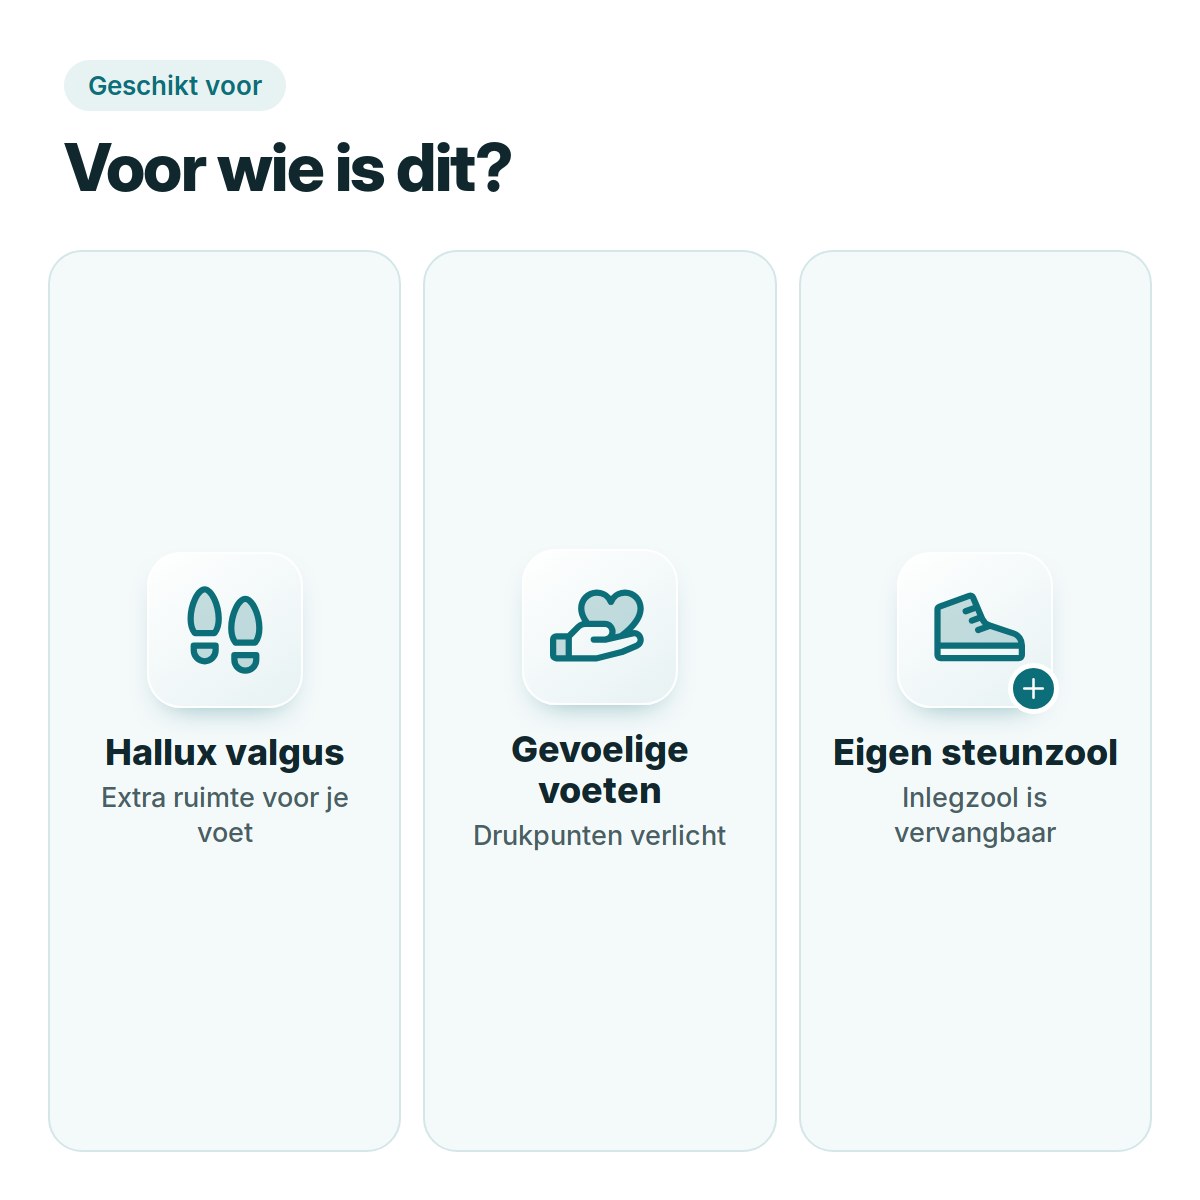 Geschikt voor
Voor wie is dit?
Hallux valgus
Extra ruimte voor je
voet
Gevoelige
voeten
Drukpunten verlicht
Eigen steunzool
Inlegzool is
vervangbaar